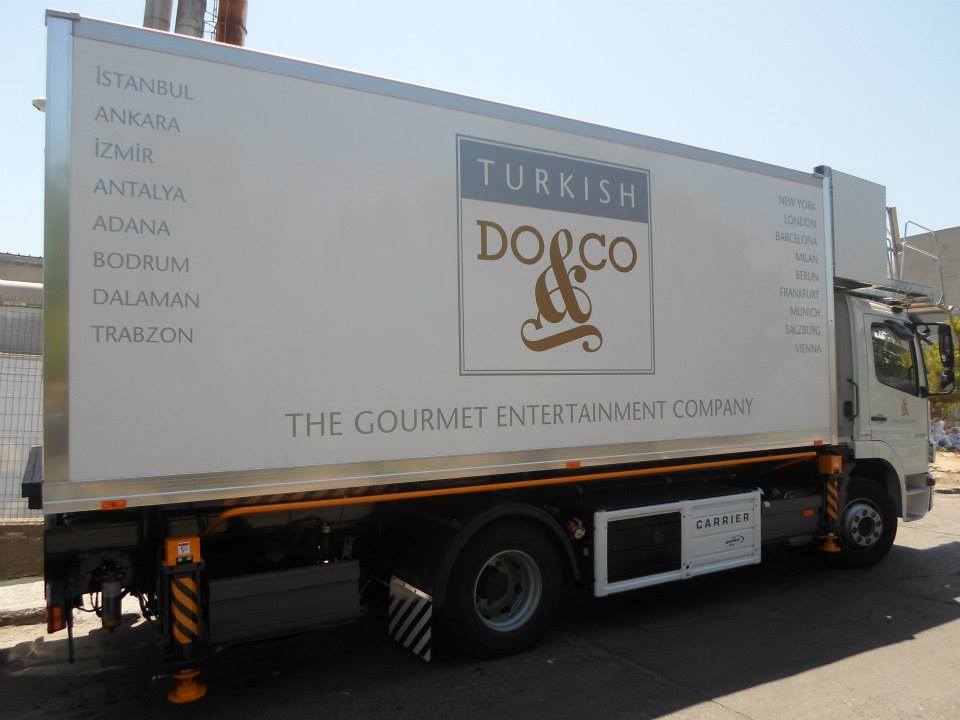 İSTANBUL
ANKARA
İZMİR
ANTALYA
ADANA
BODRUM
DALAMAN
TRABZON
TURKISH
DO&CO
NEW YORK
LONDON
BARCELONA
MILAN
BERLIN
FRANKFURT
MUNICH
SALZBURG
VIENNA
THE GOURMET ENTERTAINMENT COMPANY
CARRIER